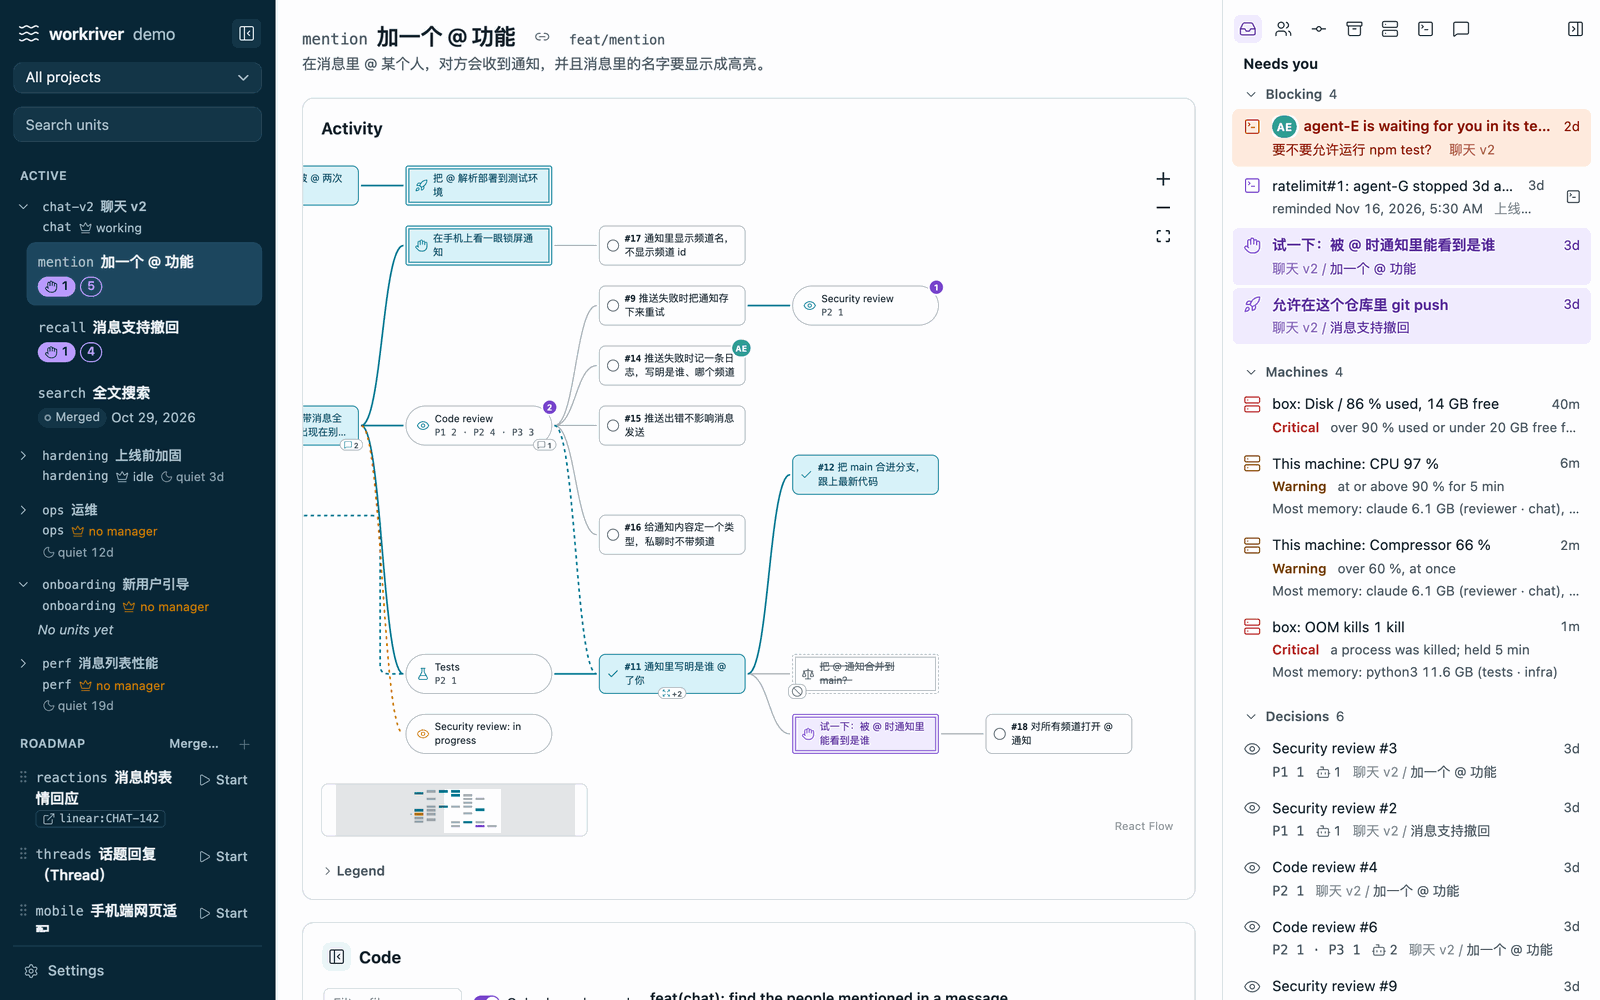 workriver demo
All projects
Search units
ACTIVE
chat-v2 聊天 v2
chat working
mention 加一个 @ 功能
1 5
recall 消息支持撤回
1 4
search 全文搜索
Merged Oct 29, 2026
hardening 上线前加固
hardening idle quiet 3d
ops 运维
ops no manager
quiet 12d
onboarding 新用户引导
onboarding no manager
No units yet
perf 消息列表性能
perf no manager
quiet 19d
ROADMAP Merge... +
reactions 消息的表情回应
Start
linear:CHAT-142
threads 话题回复（Thread）
Start
mobile 手机端网页适
Start
Settings
mention 加一个 @ 功能 feat/mention
在消息里 @ 某个人，对方会收到通知，并且消息里的名字要显示成高亮。
Activity
@ 两次
把 @ 解析部署到测试环境
在手机上看一眼锁屏通知
#17 通知里显示频道名，不显示频道 id
#9 推送失败时把通知存下来重试
Security review
P2 1
1
#14 推送失败时记一条日志，写明是谁、哪个频道
AE
带消息全
出现在别...
2
Code review
P1 2 · P2 4 · P3 3
2
1
#15 推送出错不影响消息发送
#12 把 main 合进分支，跟上最新代码
#16 给通知内容定一个类型，私聊时不带频道
Tests
P2 1
#11 通知里写明是谁 @ 了你
+2
把 @ 通知合并到 main？
Security review: in progress
试一下：被 @ 时通知里能看到是谁
#18 对所有频道打开 @ 通知
React Flow
Legend
Code
feat(chat): find the people mentioned in a message
Needs you
Blocking 4
AE agent-E is waiting for you in its te... 2d
要不要允许运行 npm test? 聊天 v2
ratelimit#1: agent-G stopped 3d a... 3d
reminded Nov 16, 2026, 5:30 AM 上线...
试一下：被 @ 时通知里能看到是谁 3d
聊天 v2 / 加一个 @ 功能
允许在这个仓库里 git push 3d
聊天 v2 / 消息支持撤回
Machines 4
box: Disk / 86 % used, 14 GB free 40m
Critical over 90 % used or under 20 GB free f...
This machine: CPU 97 % 6m
Warning at or above 90 % for 5 min
Most memory: claude 6.1 GB (reviewer · chat), ...
This machine: Compressor 66 % 2m
Warning over 60 %, at once
Most memory: claude 6.1 GB (reviewer · chat), ...
box: OOM kills 1 kill 1m
Critical a process was killed; held 5 min
Most memory: python3 11.6 GB (tests · infra)
Decisions 6
Security review #3 3d
P1 1 1 聊天 v2 / 加一个 @ 功能
Security review #2 3d
P1 1 1 聊天 v2 / 消息支持撤回
Code review #4 3d
P2 1 聊天 v2 / 加一个 @ 功能
Code review #6 3d
P2 1 · P3 1 2 聊天 v2 / 加一个 @ 功能
Security review #9 3d